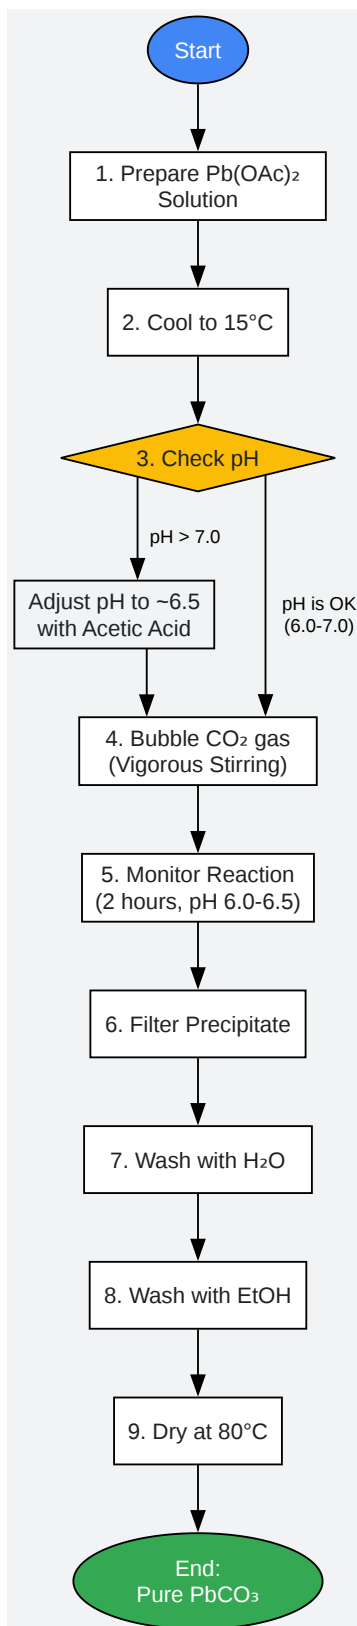 Start
1. Prepare Pb(OAc)₂
Solution
2. Cool to 15°C
3. Check pH
pH > 7.0
Adjust pH to ~6.5
with Acetic Acid
pH is OK
(6.0-7.0)
4. Bubble CO₂ gas
(Vigorous Stirring)
5. Monitor Reaction
(2 hours, pH 6.0-6.5)
6. Filter Precipitate
7. Wash with H₂O
8. Wash with EtOH
9. Dry at 80°C
End:
Pure PbCO₃